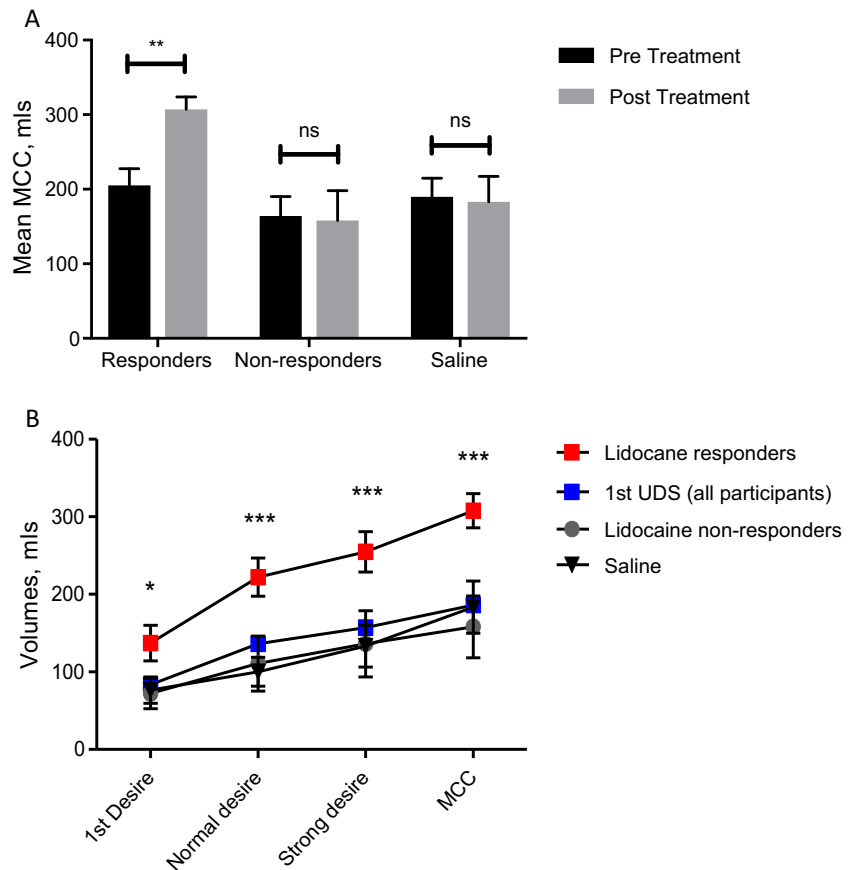 A
400
300
200
100
0
Mean MCC, mls
**
ns
ns
Responders
Non-responders
Saline
Pre Treatment
Post Treatment
B
400
300
200
100
0
Volumes, mls
*
***
***
***
1st Desire
Normal desire
Strong desire
MCC
Lidocane responders
1st UDS (all participants)
Lidocaine non-responders
Saline